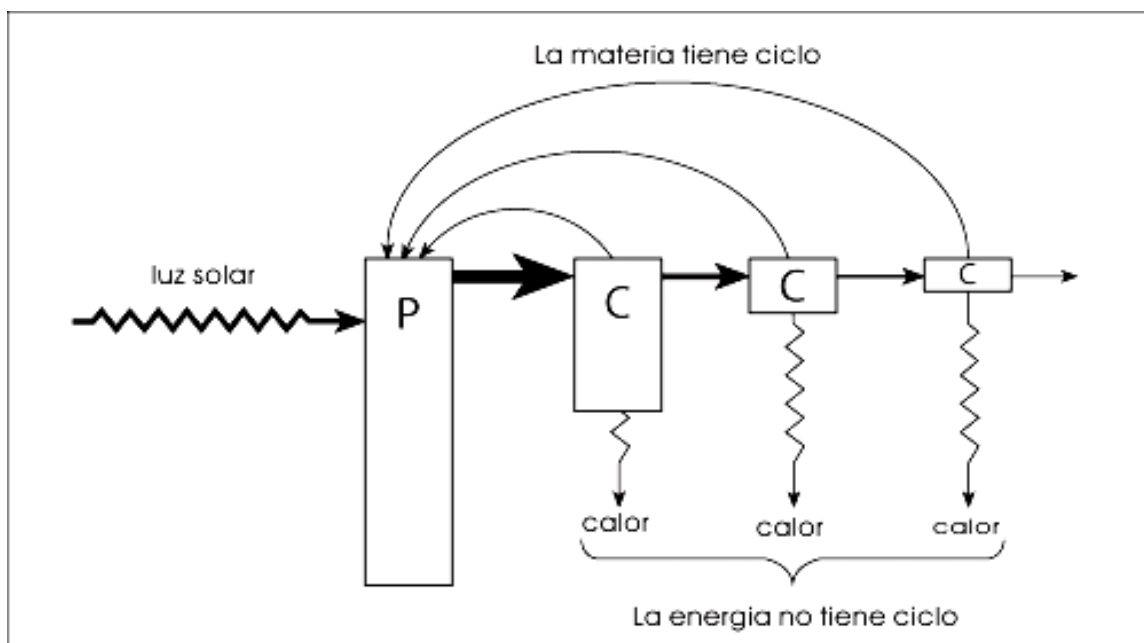 La materia tiene ciclo
luz solar
P
C
C
C
calor
calor
calor
La energia no tiene ciclo